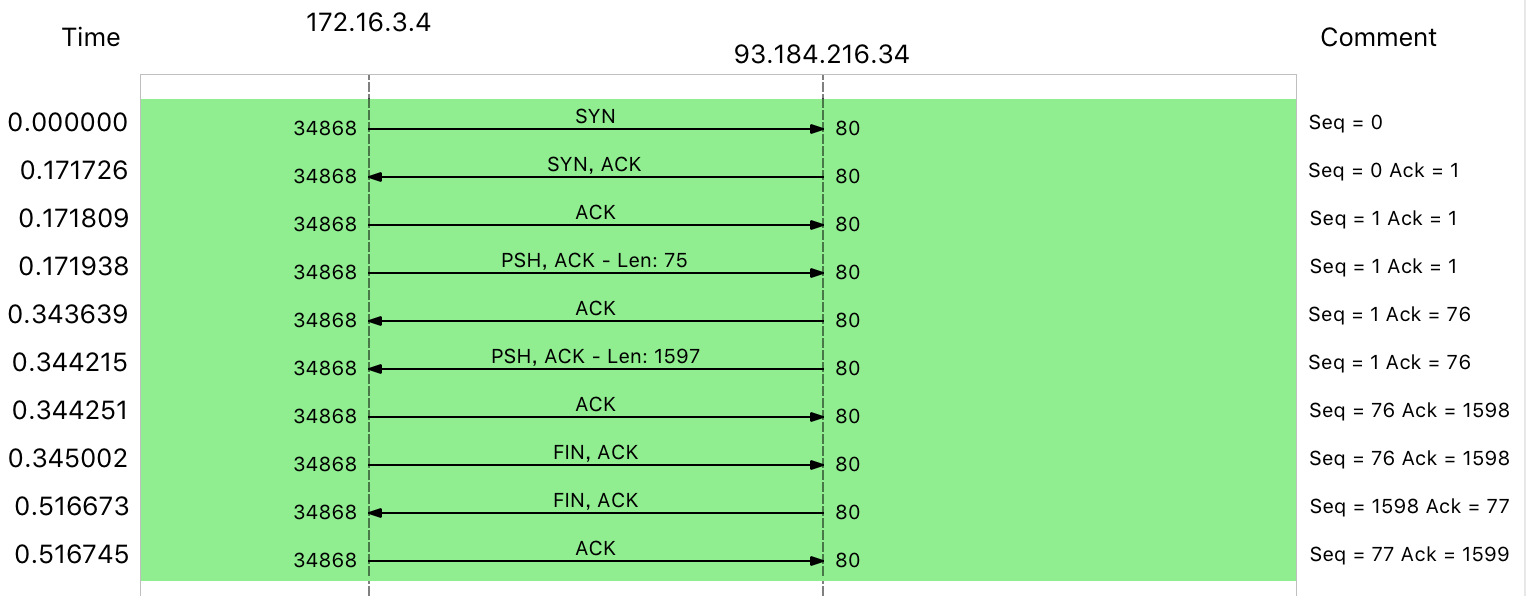 172.16.3.4
Time
Comment
93.184.216.34
0.000000 34868 SYN 80 Seq = 0
0.171726 34868 SYN, ACK 80 Seq = 0 Ack = 1
0.171809 34868 ACK 80 Seq = 1 Ack = 1
0.171938 34868 PSH, ACK - Len: 75 80 Seq = 1 Ack = 1
0.343639 34868 ACK 80 Seq = 1 Ack = 76
0.344215 34868 PSH, ACK - Len: 1597 80 Seq = 1 Ack = 76
0.344251 34868 ACK 80 Seq = 76 Ack = 1598
0.345002 34868 FIN, ACK 80 Seq = 76 Ack = 1598
0.516673 34868 FIN, ACK 80 Seq = 1598 Ack = 77
0.516745 34868 ACK 80 Seq = 77 Ack = 1599